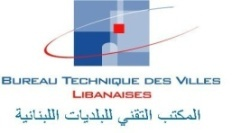 BUREAU TECHNIQUE DES VILLES
LIBANAISES
المكتب التقني للبلديات اللبنانية